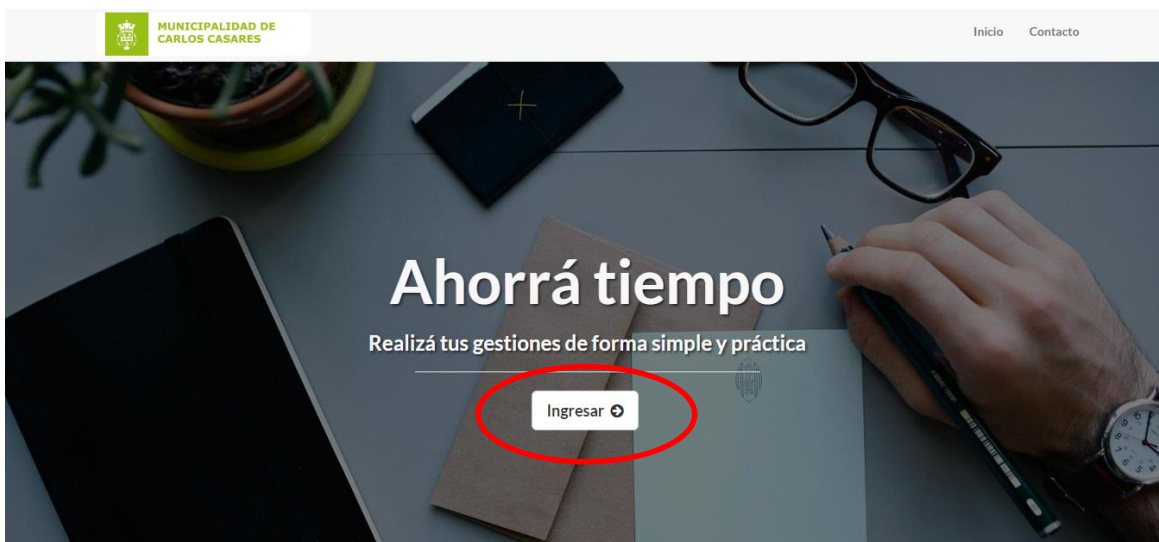 MUNICIPALIDAD DE
CARLOS CASARES
Inicio Contacto
Ahorrá tiempo
Realizá tus gestiones de forma simple y práctica
Ingresar